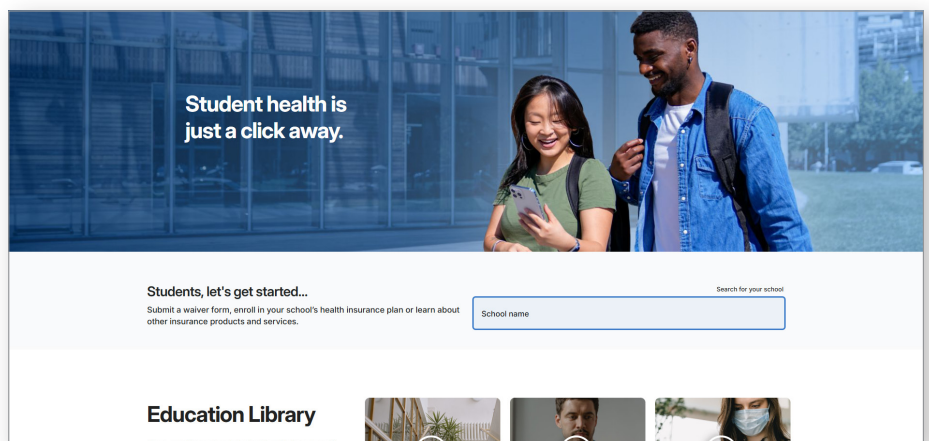 Student health is
just a click away.
Students, let's get started...
Submit a waiver form, enroll in your school's health insurance plan or learn about
other insurance products and services.
Search for your school
School name
Education Library